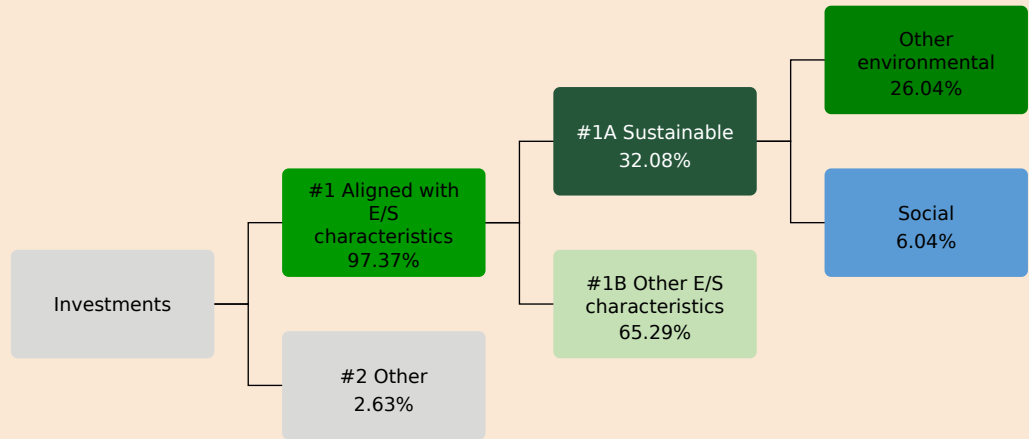 Investments
#1 Aligned with
E/S
characteristics
97.37%
#2 Other
2.63%
#1A Sustainable
32.08%
#1B Other E/S
characteristics
65.29%
Other
environmental
26.04%
Social
6.04%